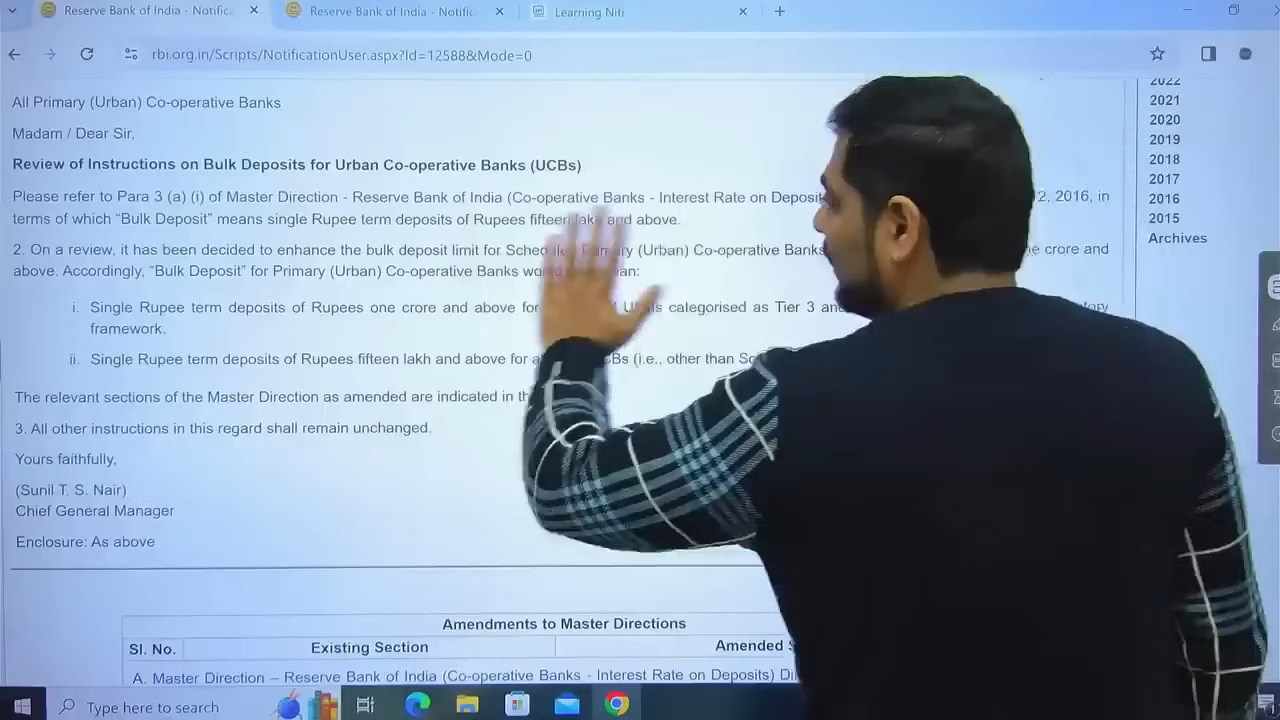 Reserve Bank of India - Notific
Reserve Bank of India - Notific
Learning Niti
rbi.org.in/Scripts/NotificationUser.aspx?Id=12588&Mode=0
All Primary (Urban) Co-operative Banks
Madam / Dear Sir,
Review of Instructions on Bulk Deposits for Urban Co-operative Banks (UCBs)
Please refer to Para 3 (a) (i) of Master Direction - Reserve Bank of India (Co-operative Banks - Interest Rate on Deposit 2, 2016, in
terms of which “Bulk Deposit” means single Rupee term deposits of Rupees fifteen lakh and above.
2. On a review, it has been decided to enhance the bulk deposit limit for Primary (Urban) Co-operative Banks crore and
above. Accordingly, “Bulk Deposit” for Primary (Urban) Co-operative Banks
i. Single Rupee term deposits of Rupees one crore and above for categorised as Tier 3
framework.
ii. Single Rupee term deposits of Rupees fifteen lakh and above for (i.e., other than
The relevant sections of the Master Direction as amended are indicated in
3. All other instructions in this regard shall remain unchanged.
Yours faithfully,
(Sunil T. S. Nair)
Chief General Manager
Enclosure: As above
Amendments to Master Directions
Sl. No. Existing Section Amended
A. Master Direction – Reserve Bank of India (Co-operative Banks - Interest Rate on Deposits)
2022
2021
2020
2019
2018
2017
2016
2015
Archives
Type here to search